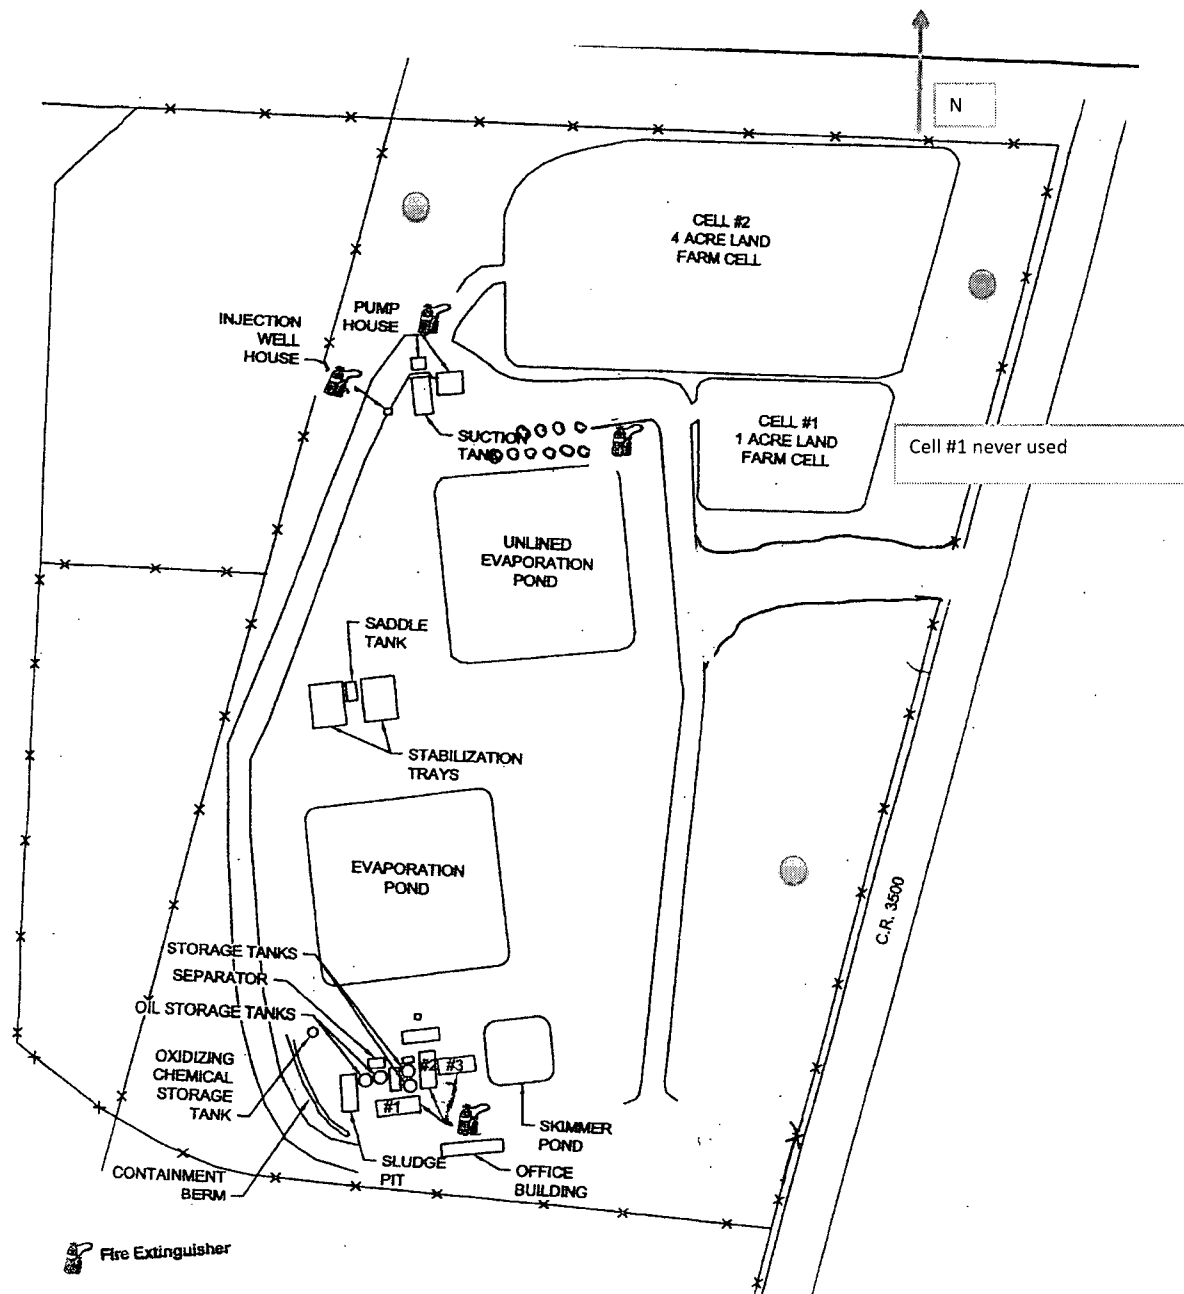 N
CELL #2
4 ACRE LAND
FARM CELL
PUMP
HOUSE
INJECTION
WELL
HOUSE
SUCTION
TANK
CELL #1
1 ACRE LAND
FARM CELL
Cell #1 never used
UNLINED
EVAPORATION
POND
SADDLE
TANK
STABILIZATION
TRAYS
EVAPORATION
POND
C.R. 3500
STORAGE TANKS
SEPARATOR
OIL STORAGE TANKS
OXIDIZING
CHEMICAL
STORAGE
TANK
#2
#3
#1
SKIMMER
POND
SLUDGE
PIT
OFFICE
BUILDING
CONTAINMENT
BERM
Fire Extinguisher